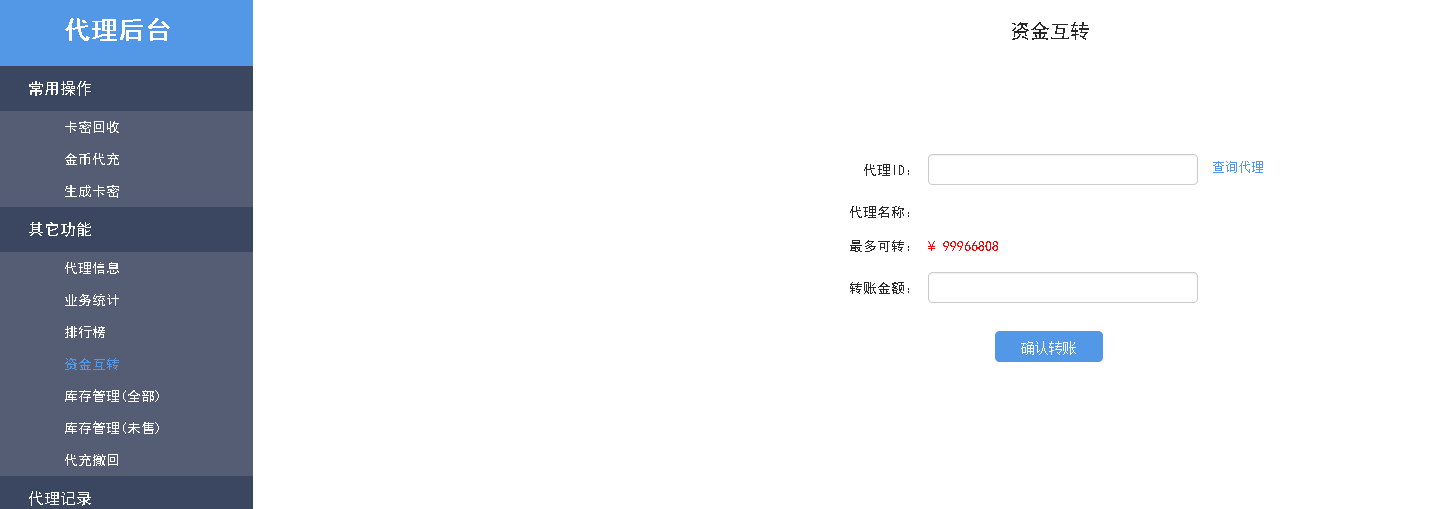 代理后台
常用操作
卡密回收
金币代充
生成卡密
其它功能
代理信息
业务统计
排行榜
资金互转
库存管理(全部)
库存管理(未售)
代充撤回
代理记录
资金互转
代理ID: 查询代理
代理名称:
最多可转: ¥ 99966808
转账金额:
确认转账